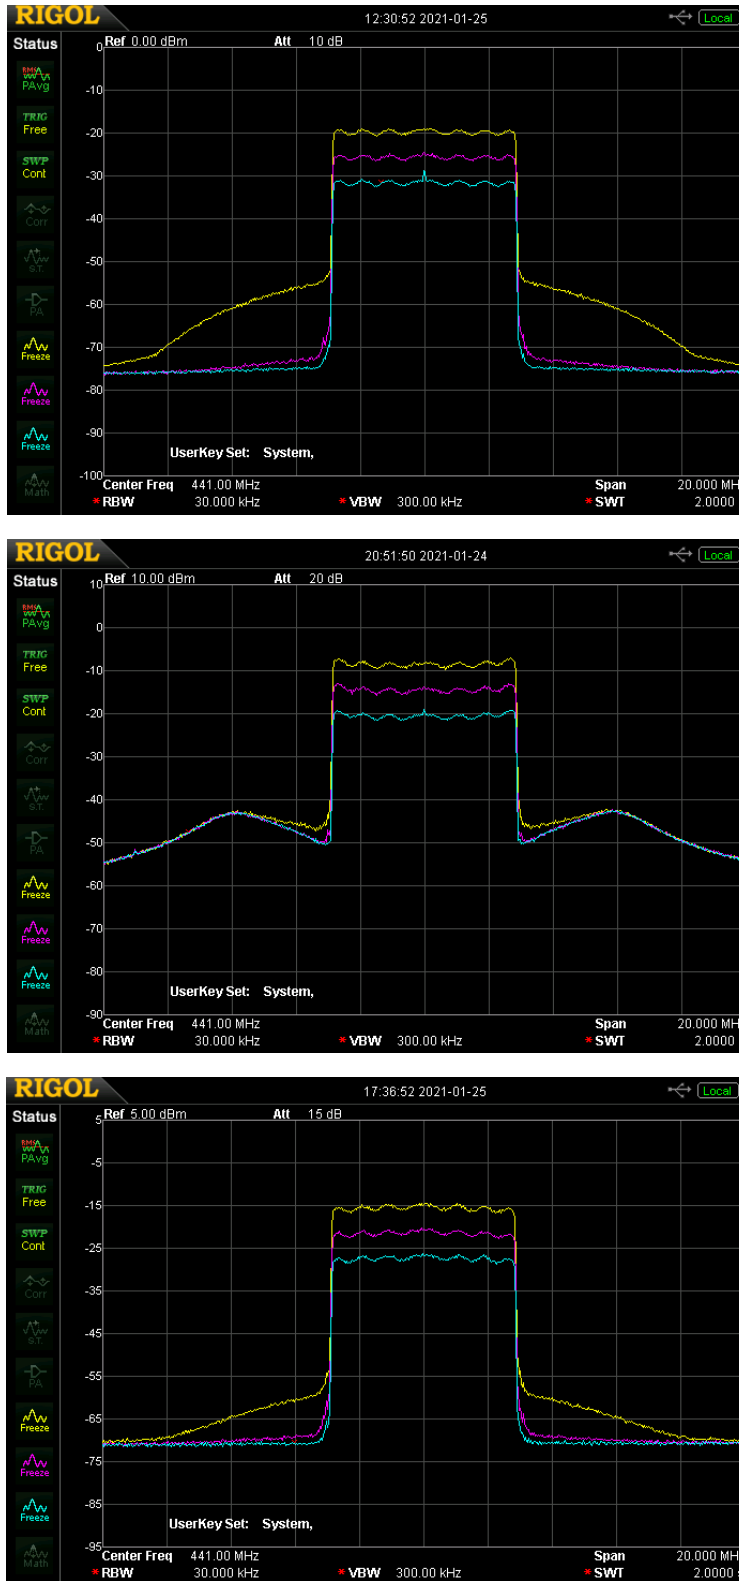 RIGOL 12:30:52 2021-01-25 Local
Status Ref 0.00 dBm Att 10 dB
0
RMS
PAvg
-10
TRIG
Free
-20
SWP
Cont
-30
Corr
-40
S.T.
-50
PA
-60
Freeze
-70
Freeze
-80
Freeze
-90
UserKey Set: System,
Math
-100
Center Freq 441.00 MHz Span 20.000 MH
*RBW 30.000 kHz *VBW 300.00 kHz *SWT 2.0000
RIGOL 20:51:50 2021-01-24 Local
Status Ref 10.00 dBm Att 20 dB
10
RMS
PAvg
0
TRIG
Free
-10
SWP
Cont
-20
Corr
-30
S.T.
-40
PA
-50
Freeze
-60
Freeze
-70
Freeze
-80
UserKey Set: System,
Math
-90
Center Freq 441.00 MHz Span 20.000 MH
*RBW 30.000 kHz *VBW 300.00 kHz *SWT 2.0000
RIGOL 17:36:52 2021-01-25 Local
Status Ref 5.00 dBm Att 15 dB
5
RMS
PAvg
-5
TRIG
Free
-15
SWP
Cont
-25
Corr
-35
S.T.
-45
PA
-55
Freeze
-65
Freeze
-75
Freeze
-85
UserKey Set: System,
Math
-95
Center Freq 441.00 MHz Span 20.000 MH
*RBW 30.000 kHz *VBW 300.00 kHz *SWT 2.0000